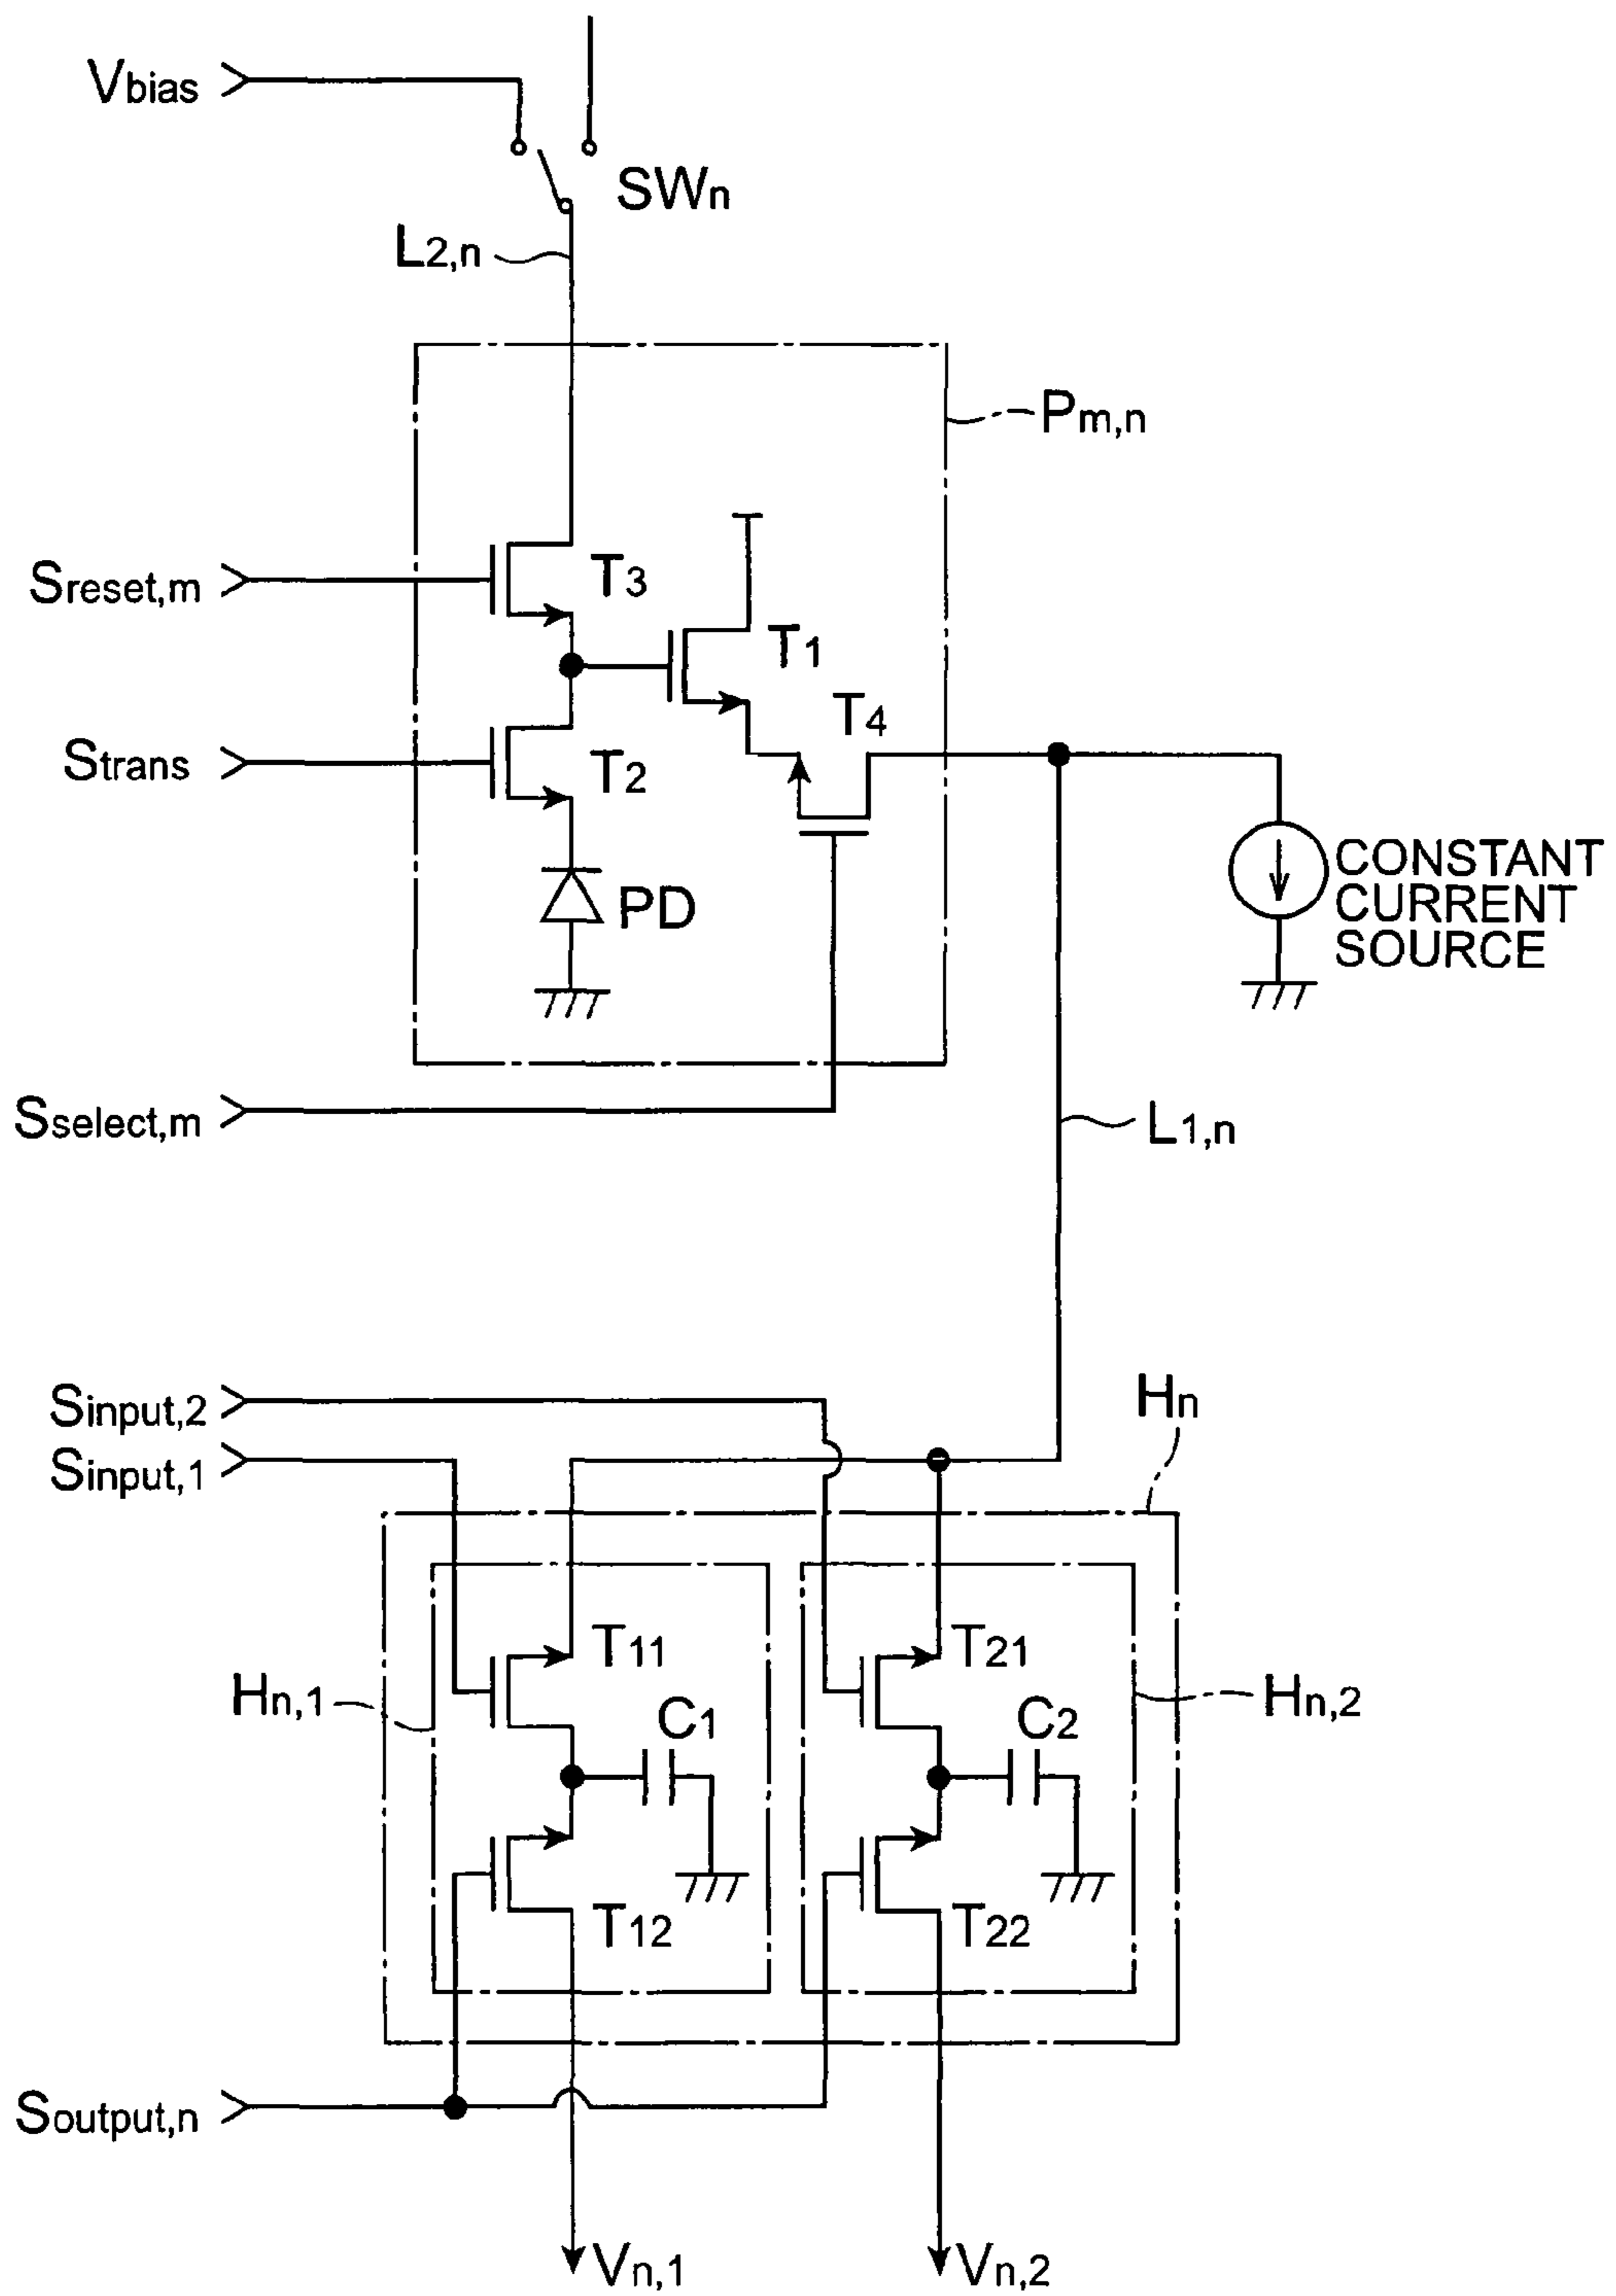 Vbias
SWn
L2,n
Pm,n
Sreset,m
T3
T1
T4
Strans
T2
PD
CONSTANT
CURRENT
SOURCE
Sselect,m
L1,n
Sinput,2
Hn
Sinput,1
T11
T21
Hn,1
Hn,2
C1
C2
T12
T22
Soutput,n
Vn,1
Vn,2